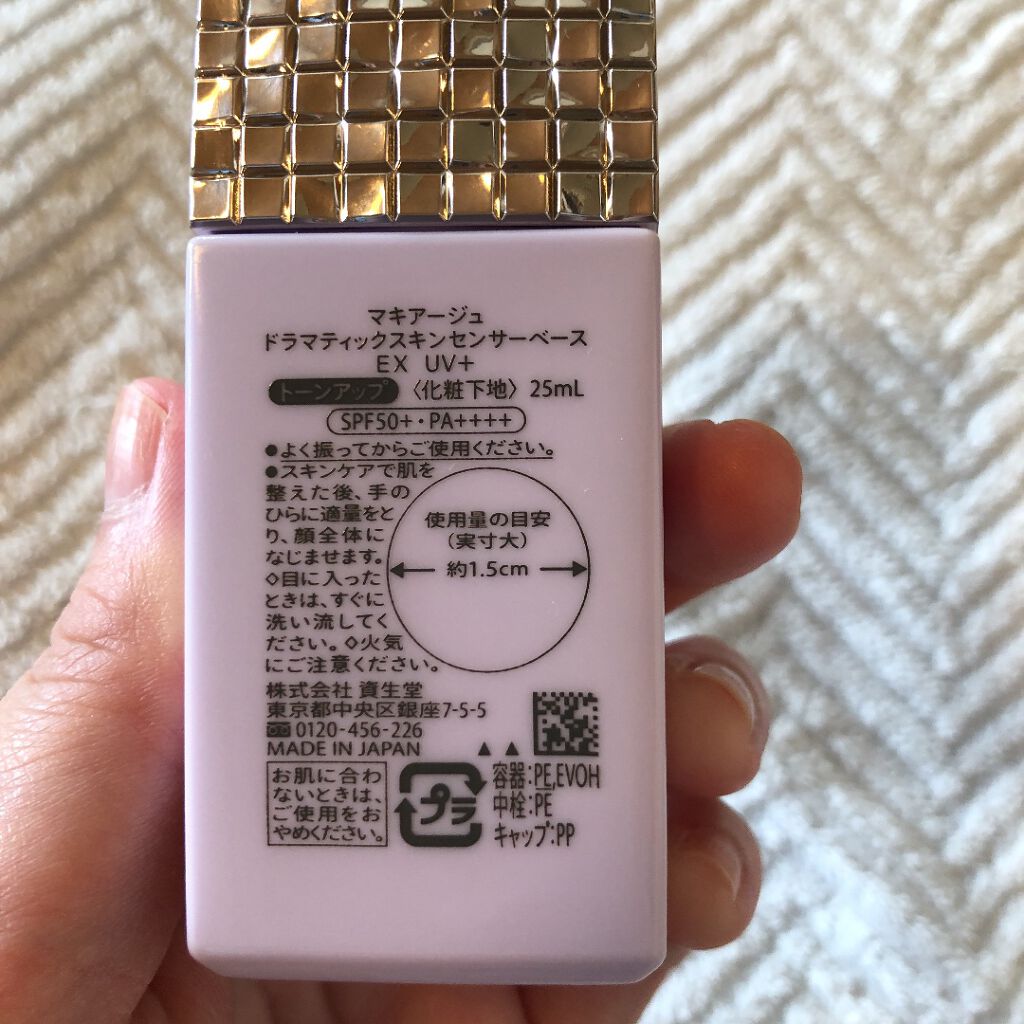 マキアージュ
ドラマティックスキンセンサーベース
EX UV+
トーンアップ 〈化粧下地〉 25mL
SPF50+・PA++++
●よく振ってからご使用ください。
●スキンケアで肌を
整えた後、手の
ひらに適量をと
り、顔全体に
なじませます。
◇目に入った
ときは、すぐに
洗い流してく
ださい。◇火気
にご注意ください。
使用量の目安
（実寸大）
約1.5cm
株式会社 資生堂
東京都中央区銀座7-5-5
0120-456-226
MADE IN JAPAN
お肌に合わ
ないときは、
ご使用をお
やめください。
プラ
容器:PE,EVOH
中栓:PE
キャップ:PP